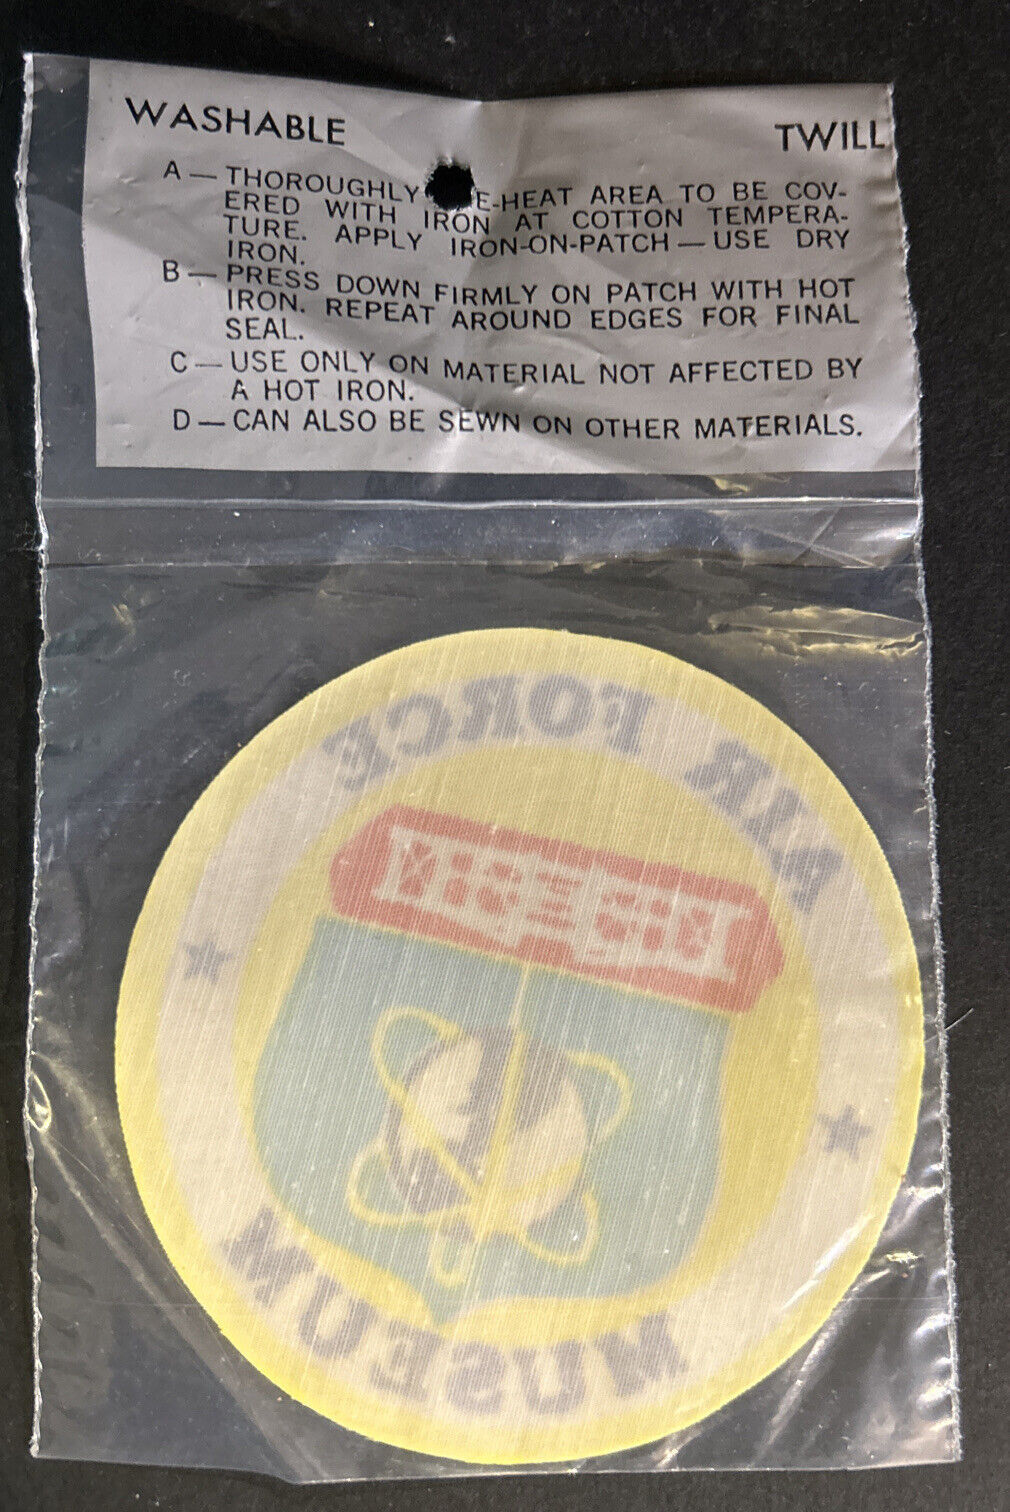 WASHABLE TWILL
A — THOROUGHLY E-HEAT AREA TO BE COV-
ERED WITH IRON AT COTTON TEMPERA-
TURE. APPLY IRON-ON-PATCH — USE DRY
IRON.
B — PRESS DOWN FIRMLY ON PATCH WITH HOT
IRON. REPEAT AROUND EDGES FOR FINAL
SEAL.
C — USE ONLY ON MATERIAL NOT AFFECTED BY
A HOT IRON.
D — CAN ALSO BE SEWN ON OTHER MATERIALS.
AIR FORCE
MUSEUM